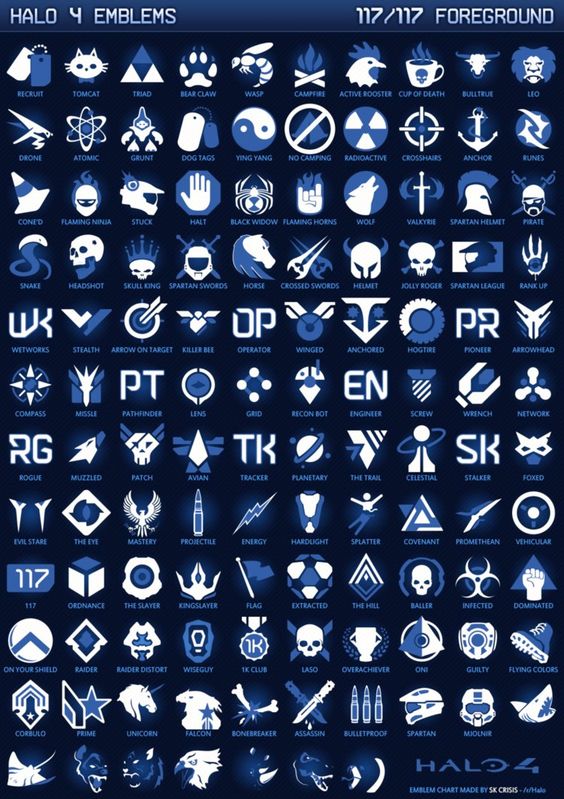 HALO 4 EMBLEMS 117/117 FOREGROUND
RECRUIT TOMCAT TRIAD BEAR CLAW WASP CAMPFIRE ACTIVE ROOSTER CUP OF DEATH BULLTRUE LEO
DRONE ATOMIC GRUNT DOG TAGS YING YANG NO CAMPING RADIOACTIVE CROSSHAIRS ANCHOR RUNES
CONE'D FLAMING NINJA STUCK HALT BLACK WIDOW FLAMING HORNS WOLF VALKYRIE SPARTAN HELMET PIRATE
SNAKE HEADSHOT SKULL KING SPARTAN SWORDS HORSE CROSSED SWORDS HELMET JOLLY ROGER SPARTAN LEAGUE RANK UP
WK OP PR
WETWORKS STEALTH ARROW ON TARGET KILLER BEE OPERATOR WINGED ANCHORED HOGTIRE PIONEER ARROWHEAD
PT EN
COMPASS MISSLE PATHFINDER LENS GRID RECON BOT ENGINEER SCREW WRENCH NETWORK
RG TK SK
ROGUE MUZZLED PATCH AVIAN TRACKER PLANETARY THE TRAIL CELESTIAL STALKER FOXED
EVIL STARE THE EYE MASTERY PROJECTILE ENERGY HARDLIGHT SPLATTER COVENANT PROMETHEAN VEHICULAR
117
117 ORDNANCE THE SLAYER KINGSLAYER FLAG EXTRACTED THE HILL BALLER INFECTED DOMINATED
1K
ON YOUR SHIELD RAIDER RAIDER DISTORT WISEGUY 1K CLUB LASO OVERACHIEVER ONI GUILTY FLYING COLORS
CORBULO PRIME UNICORN FALCON BONEBREAKER ASSASSIN BULLETPROOF SPARTAN MJOLNIR
HALO 4
EMBLEM CHART MADE BY SK CRISIS - /r/Halo